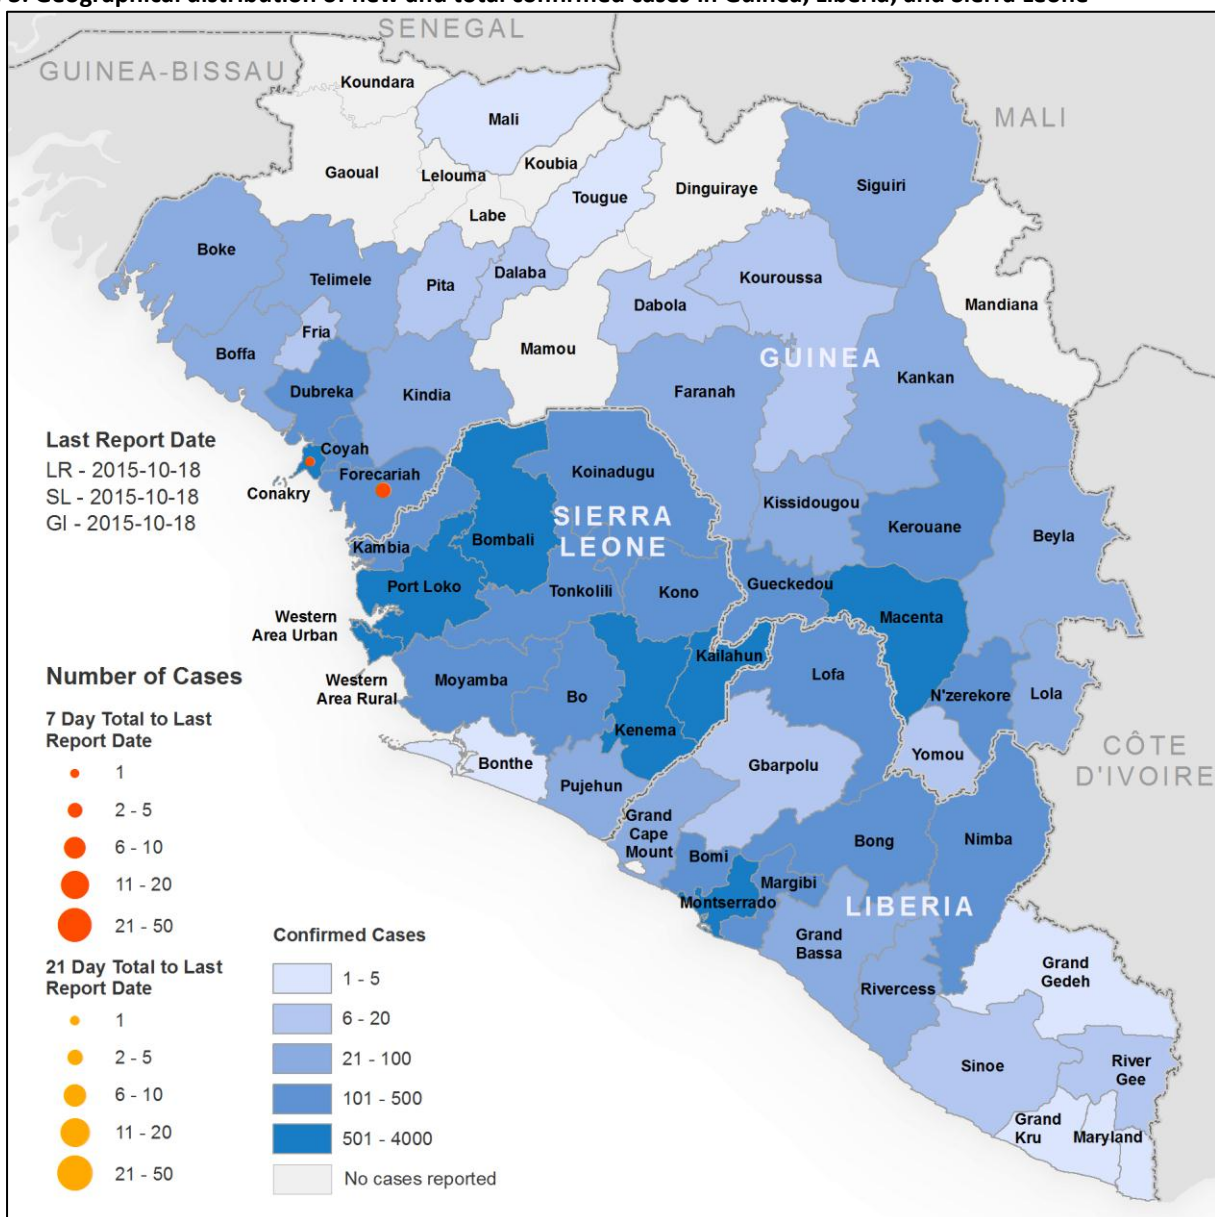 SENEGAL
GUINEA-BISSAU
MALI
Koundara
Mali
Gaoual
Lelouma
Koubia
Labe
Tougue
Dinguiraye
Siguiri
Boke
Telimele
Pita
Dalaba
Kouroussa
Dabola
Mandiana
Fria
Boffa
Mamou
GUINEA
Dubreka
Kindia
Faranah
Kankan
Last Report Date
LR - 2015-10-18
SL - 2015-10-18
GI - 2015-10-18
Coyah
Forecariah
Conakry
Koinadugu
Kissidougou
SIERRA
LEONE
Kerouane
Beyla
Kambia
Bombali
Port Loko
Tonkolili
Kono
Gueckedou
Macenta
Western
Area Urban
Western
Area Rural
Moyamba
Bo
Kailahun
Kenema
Lofa
N'zerekore
Lola
Bonthe
Pujehun
Gbarpolu
Yomou
CÔTE
D'IVOIRE
Grand
Cape
Mount
Bomi
Bong
Nimba
Margibi
Montserrado
LIBERIA
Grand
Bassa
Rivercess
Grand
Gedeh
Sinoe
River
Gee
Grand
Kru
Maryland
Number of Cases
7 Day Total to Last
Report Date
1
2 - 5
6 - 10
11 - 20
21 - 50
21 Day Total to Last
Report Date
1
2 - 5
6 - 10
11 - 20
21 - 50
Confirmed Cases
1 - 5
6 - 20
21 - 100
101 - 500
501 - 4000
No cases reported